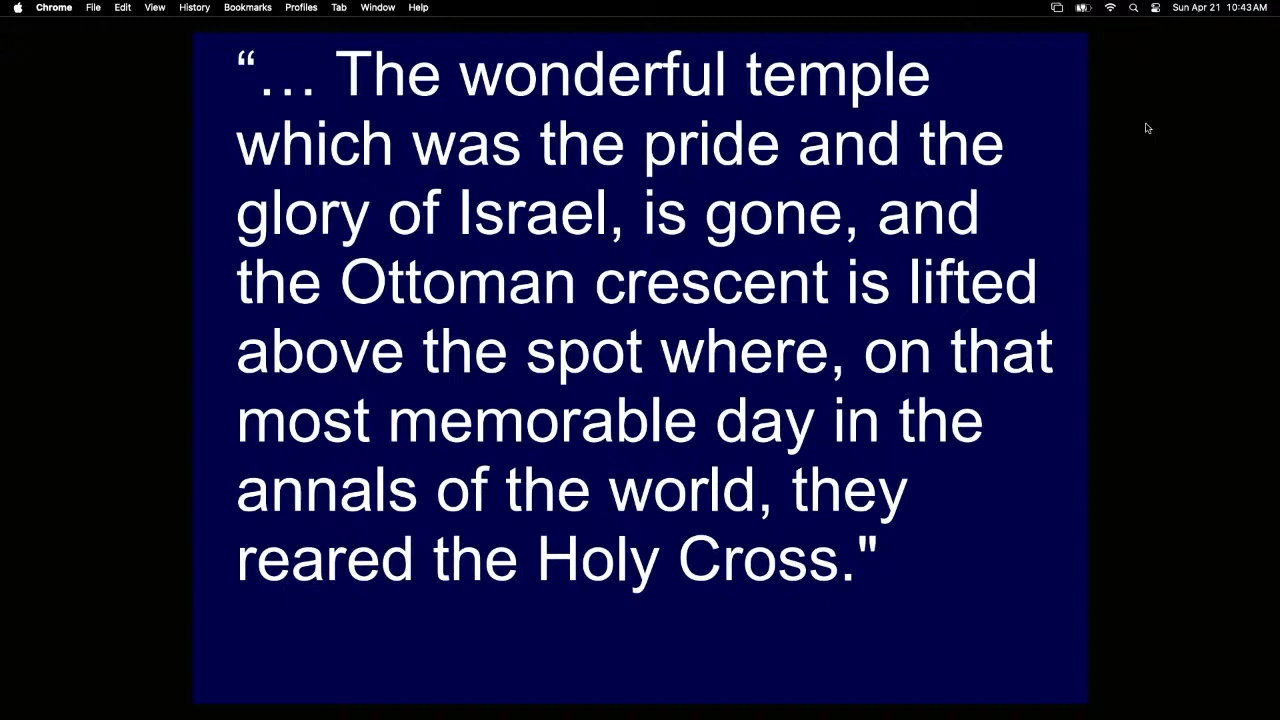 Chrome File Edit View History Bookmarks Profiles Tab Window Help Sun Apr 21 10:43 AM
“… The wonderful temple
which was the pride and the
glory of Israel, is gone, and
the Ottoman crescent is lifted
above the spot where, on that
most memorable day in the
annals of the world, they
reared the Holy Cross."